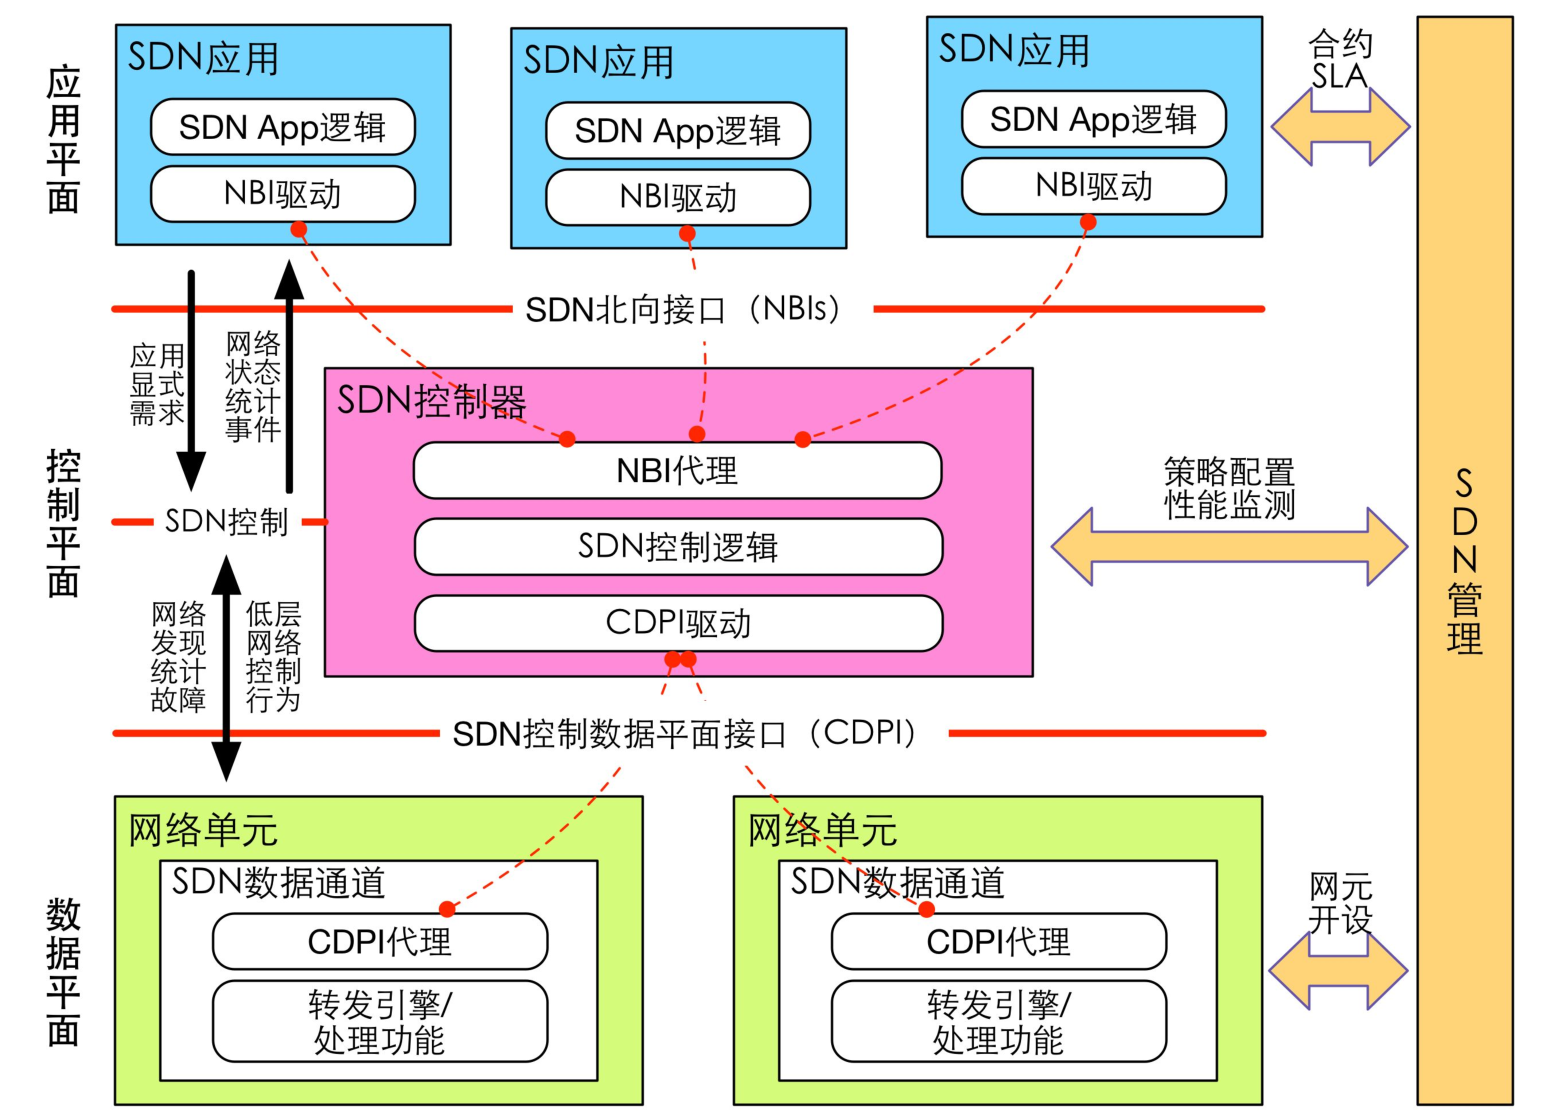 应用平面
SDN应用
SDN App逻辑
NBI驱动
SDN应用
SDN App逻辑
NBI驱动
SDN应用
SDN App逻辑
NBI驱动
合约
SLA
SDN北向接口（NBIs）
应用
显式
需求
网络
状态
统计
事件
控制平面
SDN控制器
NBI代理
SDN控制逻辑
CDPI驱动
SDN控制
策略配置
性能监测
SDN管理
网络
发现
统计
故障
低层
网络
控制
行为
SDN控制数据平面接口（CDPI）
数据平面
网络单元
SDN数据通道
CDPI代理
转发引擎/
处理功能
网络单元
SDN数据通道
CDPI代理
转发引擎/
处理功能
网元
开设